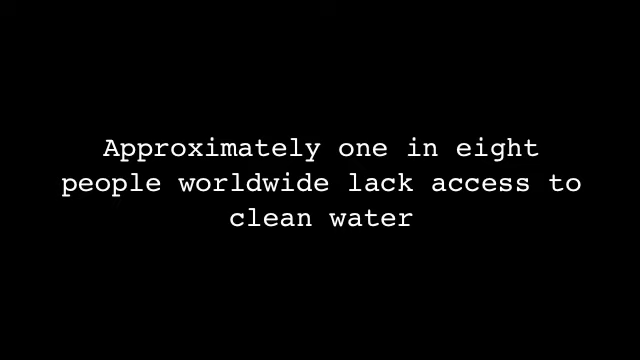 Approximately one in eight
people worldwide lack access to
clean water